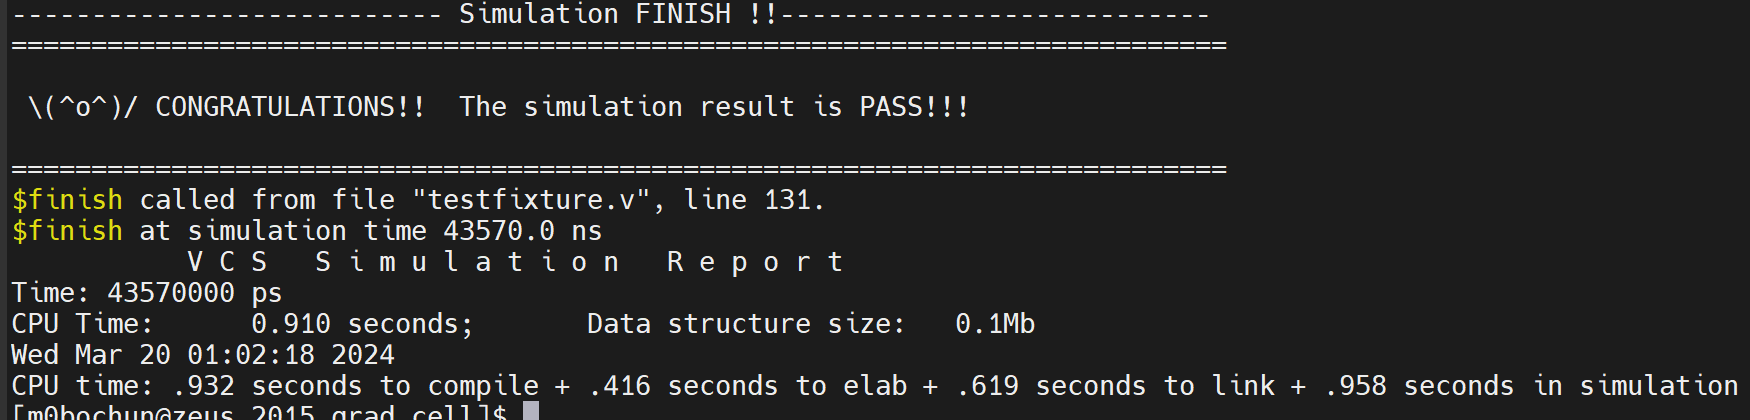 --------------------------- Simulation FINISH !!---------------------------
============================================================================
\(^o^)/ CONGRATULATIONS!!  The simulation result is PASS!!!
============================================================================
$finish called from file "testfixture.v", line 131.
$finish at simulation time 43570.0 ns
V C S   S i m u l a t i o n   R e p o r t
Time: 43570000 ps
CPU Time:      0.910 seconds;       Data structure size:   0.1Mb
Wed Mar 20 01:02:18 2024
CPU time: .932 seconds to compile + .416 seconds to elab + .619 seconds to link + .958 seconds in simulation
[m0bochun@zeus 2015_grad_cell]$